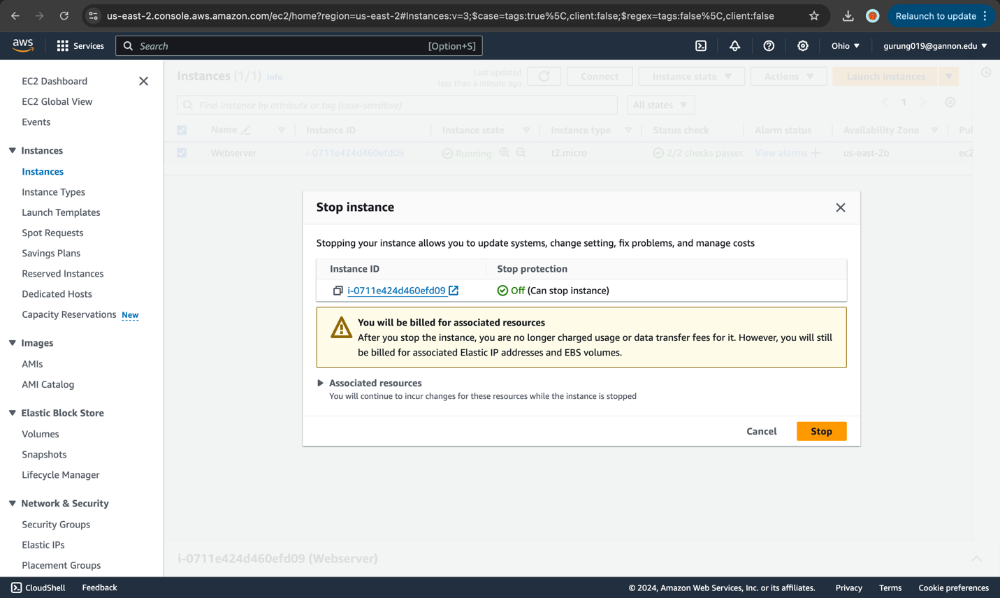 us-east-2.console.aws.amazon.com/ec2/home?region=us-east-2#Instances:v=3;$case=tags:true%5C,client:false;$regex=tags:false%5C,client:false
Relaunch to update
aws
Services
Search
[Option+S]
Ohio
gurung019@gannon.edu
EC2 Dashboard
EC2 Global View
Events
Instances
Instances
Instance Types
Launch Templates
Spot Requests
Savings Plans
Reserved Instances
Dedicated Hosts
Capacity Reservations New
Images
AMIs
AMI Catalog
Elastic Block Store
Volumes
Snapshots
Lifecycle Manager
Network & Security
Security Groups
Elastic IPs
Placement Groups
Instances (1/1) Info
Last updated
less than a minute ago
Connect
Instance state
Actions
Launch instances
Find Instance by attribute or tag (case-sensitive)
All states
1
Name Instance ID Instance state Instance type Status check Alarm status Availability Zone Pu
Webserver i-0711e424d460efd09 Running t2.micro 2/2 checks passec View alarms us-east-2b ec2
Stop instance
Stopping your instance allows you to update systems, change setting, fix problems, and manage costs
Instance ID Stop protection
i-0711e424d460efd09 Off (Can stop instance)
You will be billed for associated resources
After you stop the instance, you are no longer charged usage or data transfer fees for it. However, you will still
be billed for associated Elastic IP addresses and EBS volumes.
Associated resources
You will continue to incur changes for these resources while the instance is stopped
Cancel
Stop
i-0711e424d460efd09 (Webserver)
CloudShell
Feedback
© 2024, Amazon Web Services, Inc. or its affiliates.
Privacy
Terms
Cookie preferences